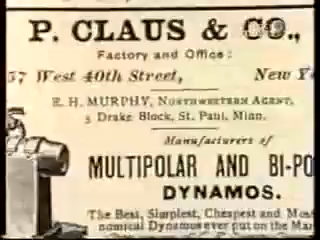 P. CLAUS & CO.,
Factory and Office:
57 West 40th Street, New Y
E. H. MURPHY, NORTHWESTERN AGENT,
5 Drake Block, St. Paul, Minn.
Manufacturers of
MULTIPOLAR AND BI-PO
DYNAMOS.
The Best, Simplest, Cheapest and Mos
nomical Dynamos ever put on the Mar